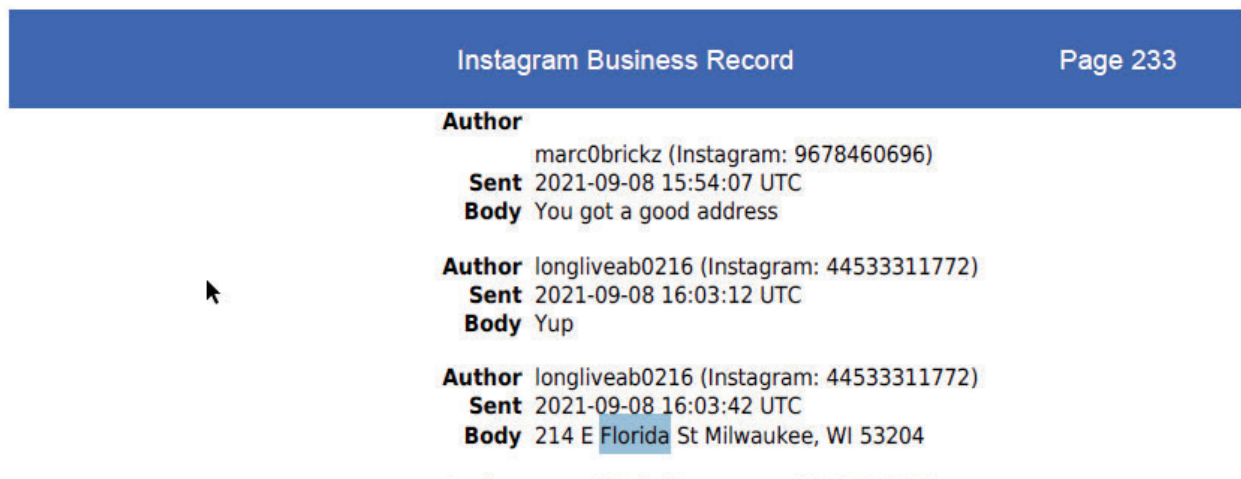 Instagram Business Record Page 233
Author
marc0brickz (Instagram: 9678460696)
Sent 2021-09-08 15:54:07 UTC
Body You got a good address
Author longliveab0216 (Instagram: 44533311772)
Sent 2021-09-08 16:03:12 UTC
Body Yup
Author longliveab0216 (Instagram: 44533311772)
Sent 2021-09-08 16:03:42 UTC
Body 214 E Florida St Milwaukee, WI 53204